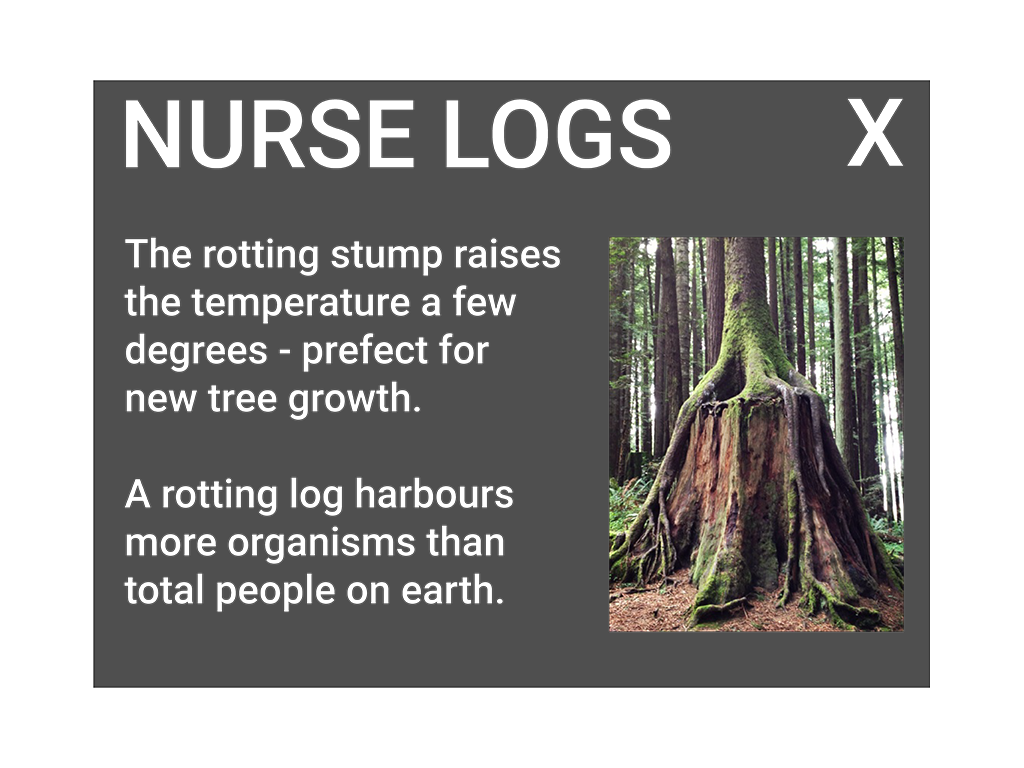 NURSE LOGS X
The rotting stump raises
the temperature a few
degrees - prefect for
new tree growth.
A rotting log harbours
more organisms than
total people on earth.